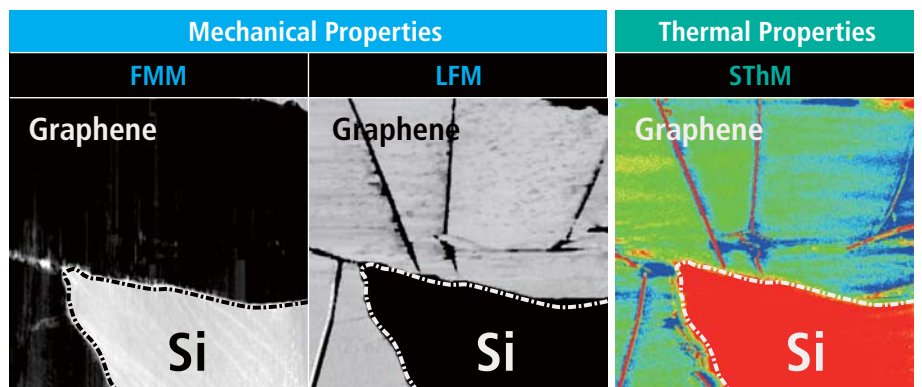 Mechanical Properties
Thermal Properties
FMM
LFM
SThM
Graphene
Graphene
Graphene
Si
Si
Si